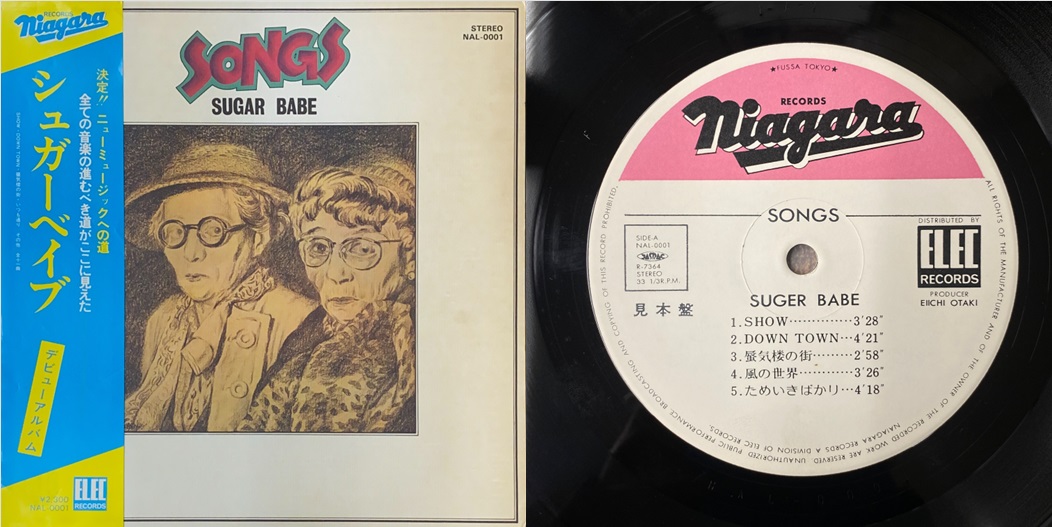 RECORDS
Niagara
決定!! ニューミュージックへの道
全ての音楽の進むべき道がここに見えた
シュガーベイブ
デビューアルバム
¥2,300
NAL-0001
ELEC
RECORDS
STEREO
NAL-0001
SONGS
SUGAR BABE
★FUSSA TOKYO★
RECORDS
Niagara
SONGS
SIDE-A
NAL-0001
R-7364
STEREO
33 1/3R.P.M.
見本盤
DISTRIBUTED BY
ELEC
RECORDS
PRODUCER
EIICHI OTAKI
SUGER BABE
1.SHOW…………3'28"
2.DOWN TOWN…4'21"
3.蜃気楼の街………2'58"
4.風の世界…………3'26"
5.ためいきばかり…4'18"
ALL RIGHTS OF THE MANUFACTURER AND OF THE OWNER OF THE RECORDED WORK ARE RESERVED. UNAUTHORIZED PUBLIC PERFORMANCE, BROADCASTING AND COPYING OF THIS RECORD PROHIBITED.
NAIAGARA RECORDS A DIVISION OF ELEC RECORDS.